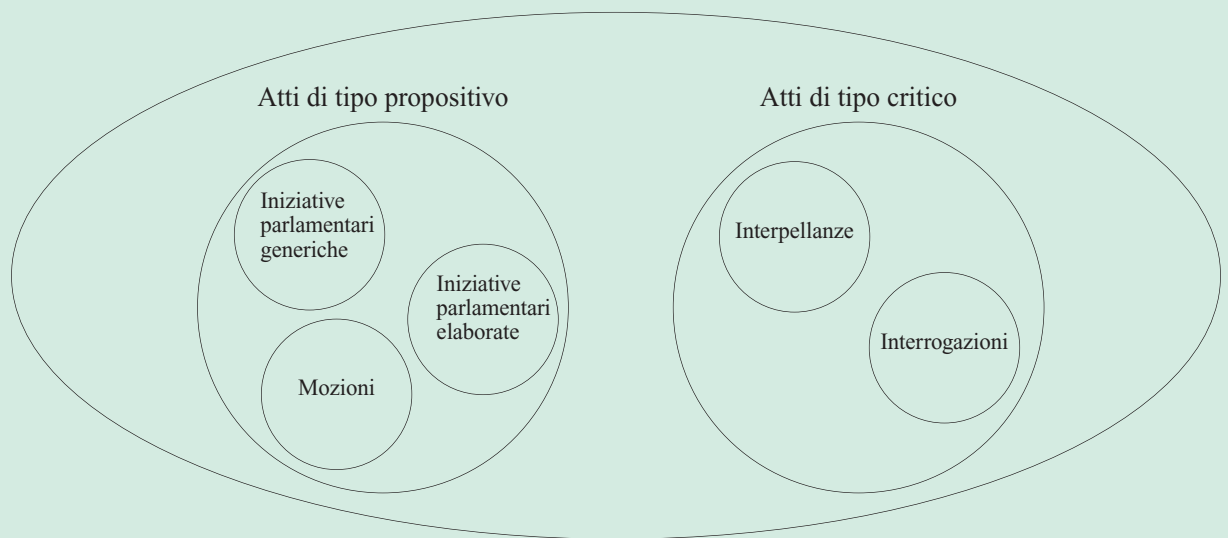 Atti di tipo propositivo
Iniziative
parlamentari
generiche
Iniziative
parlamentari
elaborate
Mozioni
Atti di tipo critico
Interpellanze
Interrogazioni